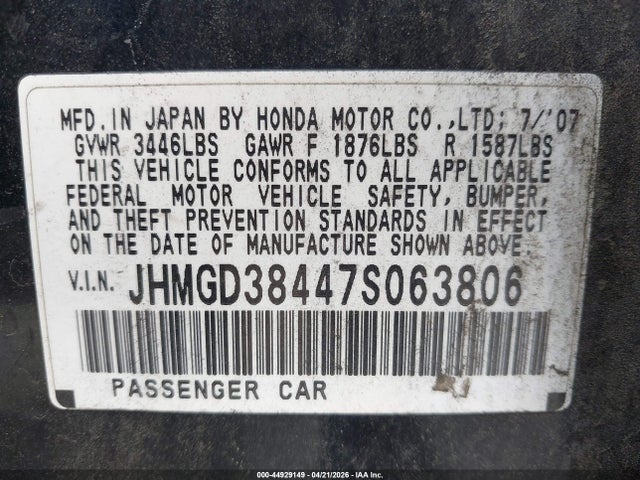 MFD. IN JAPAN BY HONDA MOTOR CO., LTD; 7/'07
GVWR 3446LBS GAWR F 1876LBS R 1587LBS
THIS VEHICLE CONFORMS TO ALL APPLICABLE
FEDERAL MOTOR VEHICLE SAFETY, BUMPER,
AND THEFT PREVENTION STANDARDS IN EFFECT
ON THE DATE OF MANUFACTURE SHOWN ABOVE.
V.I.N. JHMGD38447S063806
PASSENGER CAR
000-44929149 - 04/21/2026 - IAA Inc.